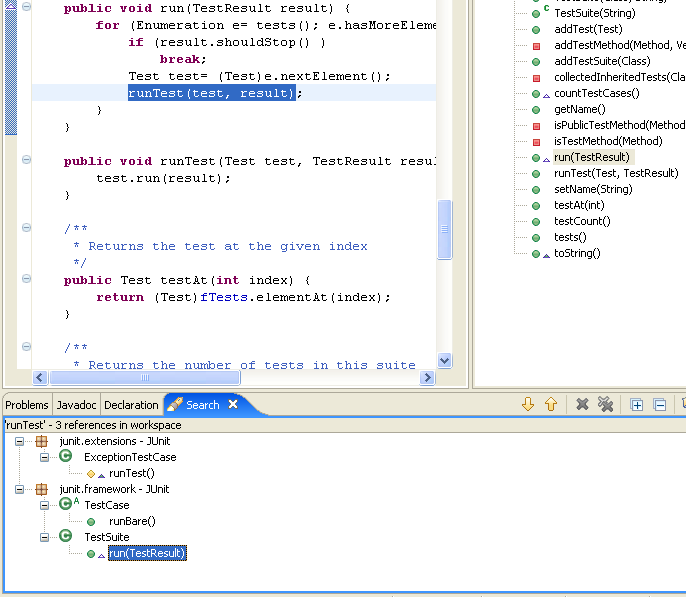 public void run(TestResult result) {
for (Enumeration e= tests(); e.hasMoreEleme
if (result.shouldStop() )
break;
Test test= (Test)e.nextElement();
runTest(test, result);
}
}
public void runTest(Test test, TestResult resul
test.run(result);
}
/**
* Returns the test at the given index
*/
public Test testAt(int index) {
return (Test)fTests.elementAt(index);
}
/**
* Returns the number of tests in this suite
TestSuite(String)
addTest(Test)
addTestMethod(Method, Ve
addTestSuite(Class)
collectedInheritedTests(Cla
countTestCases()
getName()
isPublicTestMethod(Method
isTestMethod(Method)
run(TestResult)
runTest(Test, TestResult)
setName(String)
testAt(int)
testCount()
tests()
toString()
Problems Javadoc Declaration Search
'runTest' - 3 references in workspace
junit.extensions - JUnit
ExceptionTestCase
runTest()
junit.framework - JUnit
TestCase
runBare()
TestSuite
run(TestResult)